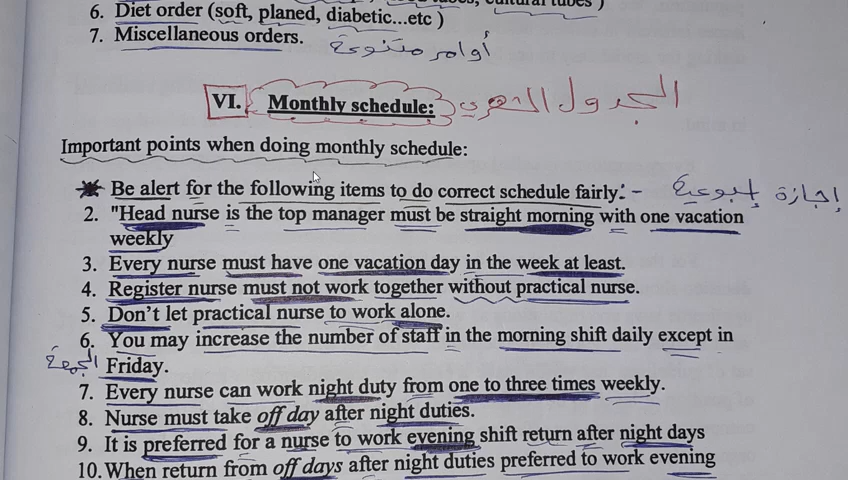 6. Diet order (soft, planed, diabetic...etc )
7. Miscellaneous orders.
أوامر متنوعة
VI. Monthly schedule:
الجدول الشهري
Important points when doing monthly schedule:
Be alert for the following items to do correct schedule fairly:-
إجازة إسبوعية
2. "Head nurse is the top manager must be straight morning with one vacation
weekly
3. Every nurse must have one vacation day in the week at least.
4. Register nurse must not work together without practical nurse.
5. Don't let practical nurse to work alone.
6. You may increase the number of staff in the morning shift daily except in
Friday.
الجمعة
7. Every nurse can work night duty from one to three times weekly.
8. Nurse must take off day after night duties.
9. It is preferred for a nurse to work evening shift return after night days
10. When return from off days after night duties preferred to work evening